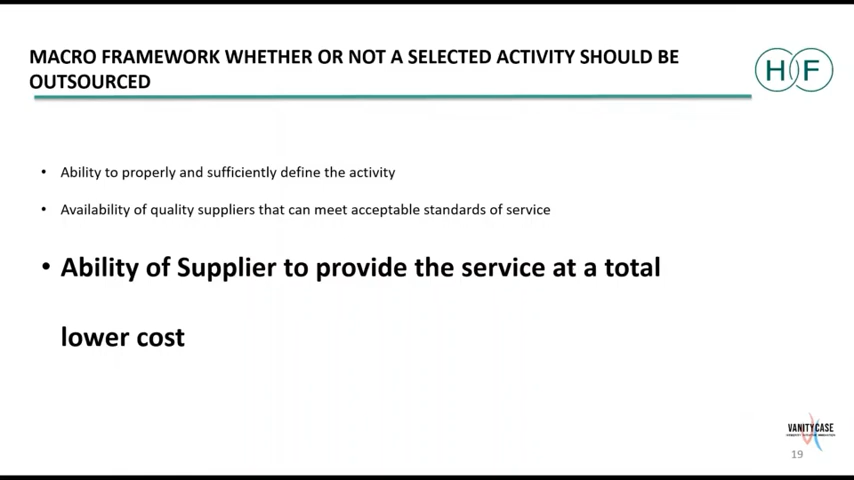 MACRO FRAMEWORK WHETHER OR NOT A SELECTED ACTIVITY SHOULD BE
OUTSOURCED
H F
• Ability to properly and sufficiently define the activity
• Availability of quality suppliers that can meet acceptable standards of service
• Ability of Supplier to provide the service at a total
lower cost
VANITYCASE
19